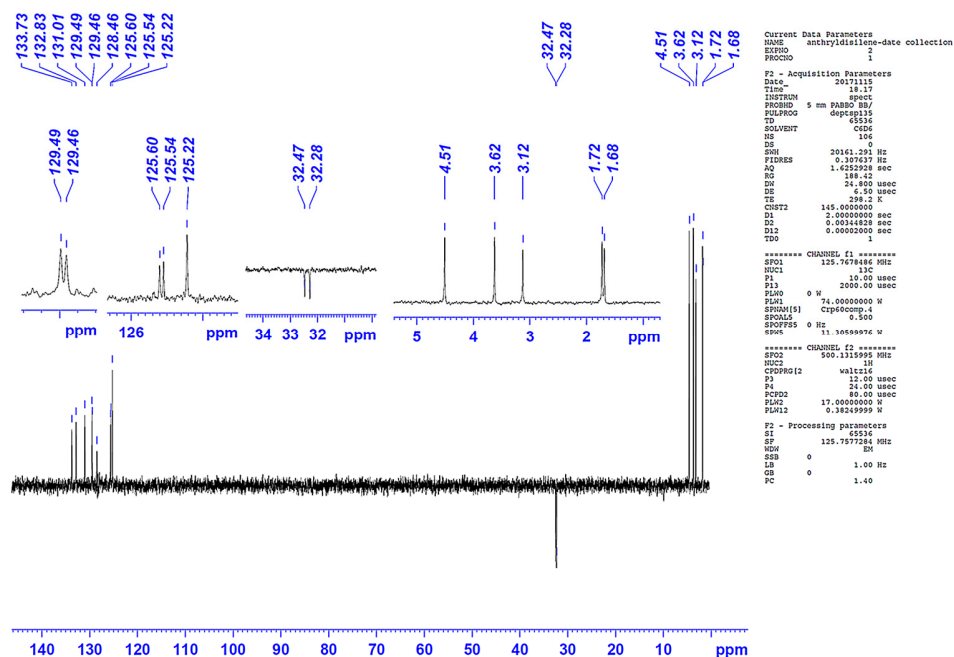 133.73
132.83
131.01
129.49
129.46
128.46
125.60
125.54
125.22
32.47
32.28
4.51
3.62
3.12
1.72
1.68
129.49
129.46
125.60
125.54
125.22
32.47
32.28
4.51
3.62
3.12
1.72
1.68
ppm
126 ppm
34 33 32 ppm
5 4 3 2 ppm
140 130 120 110 100 90 80 70 60 50 40 30 20 10 ppm
Current Data Parameters
NAME anthryldisilene-date collection
EXPNO 2
PROCNO 1
F2 - Acquisition Parameters
Date_ 20171115
Time 18.17
INSTRUM spect
PROBHD 5 mm PABBO BB/
PULPROG deptsp135
TD 65536
SOLVENT C6D6
NS 106
DS 0
SWH 20161.291 Hz
FIDRES 0.307637 Hz
AQ 1.6252928 sec
RG 188.42
DW 24.800 usec
DE 6.50 usec
TE 298.2 K
CNST2 145.0000000
D1 2.00000000 sec
D2 0.00344828 sec
D12 0.00002000 sec
TD0 1
======== CHANNEL f1 ========
SFO1 125.7678486 MHz
NUC1 13C
P1 10.00 usec
P13 2000.00 usec
PLW0 0 W
PLW1 74.00000000 W
SPNAM[5] Crp60comp.4
SPOAL5 0.500
SPOFFS5 0 Hz
SPW5 11.30599976 W
======== CHANNEL f2 ========
SFO2 500.1315995 MHz
NUC2 1H
CPDPRG[2 waltz16
P3 12.00 usec
P4 24.00 usec
PCPD2 80.00 usec
PLW2 17.00000000 W
PLW12 0.38249999 W
F2 - Processing parameters
SI 65536
SF 125.7577284 MHz
WDW EM
SSB 0
LB 1.00 Hz
GB 0
PC 1.40